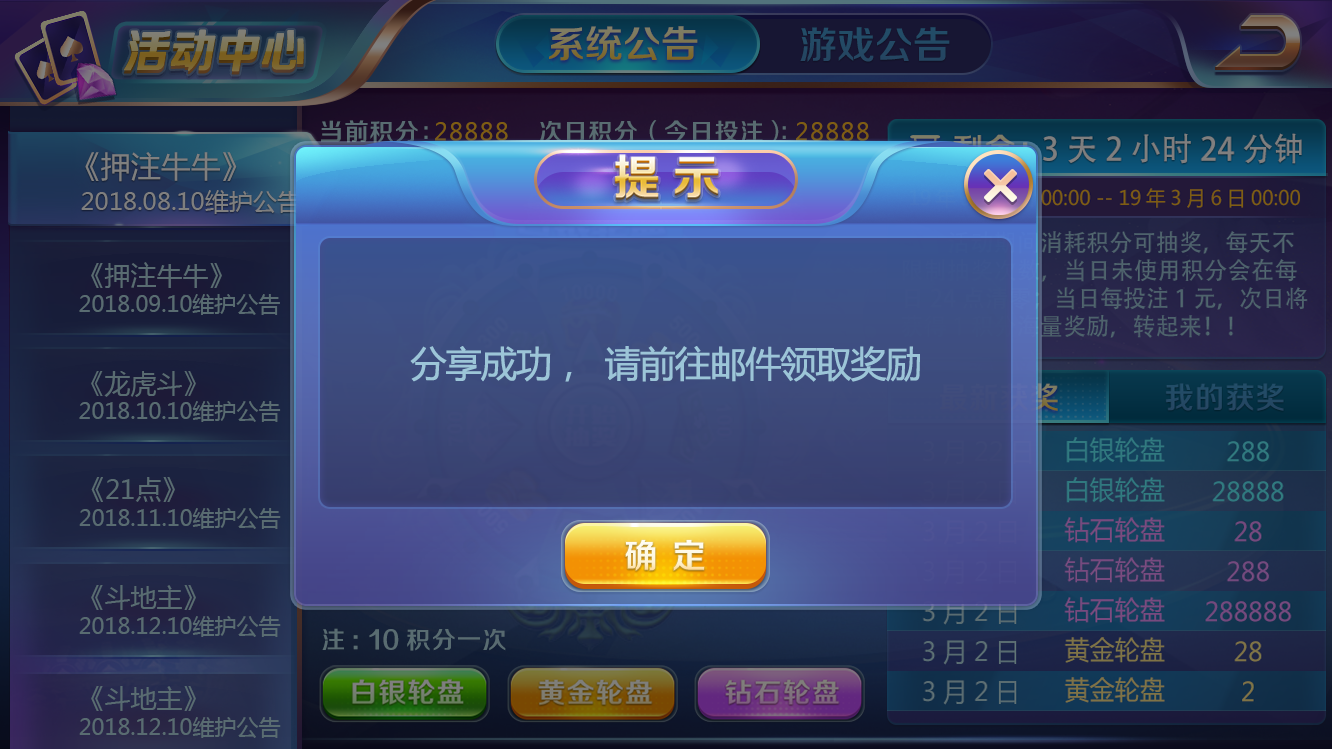 活动中心
系统公告
游戏公告
《押注牛牛》
2018.08.10维护公告
《押注牛牛》
2018.09.10维护公告
《龙虎斗》
2018.10.10维护公告
《21点》
2018.11.10维护公告
《斗地主》
2018.12.10维护公告
《斗地主》
2018.12.10维护公告
当前积分:28888 次日积分（今日投注）: 28888
3 天 2 小时 24 分钟
00:00 -- 19 年 3 月 6 日 00:00
消耗积分可抽奖，每天不
，当日未使用积分会在每
当日每投注 1 元，次日将
量奖励，转起来！！
提示
分享成功， 请前往邮件领取奖励
确定
奖
我的获奖
白银轮盘 288
白银轮盘 28888
钻石轮盘 28
钻石轮盘 288
3 月 2 日 钻石轮盘 288888
3 月 2 日 黄金轮盘 28
3 月 2 日 黄金轮盘 2
注：10 积分一次
白银轮盘
黄金轮盘
钻石轮盘